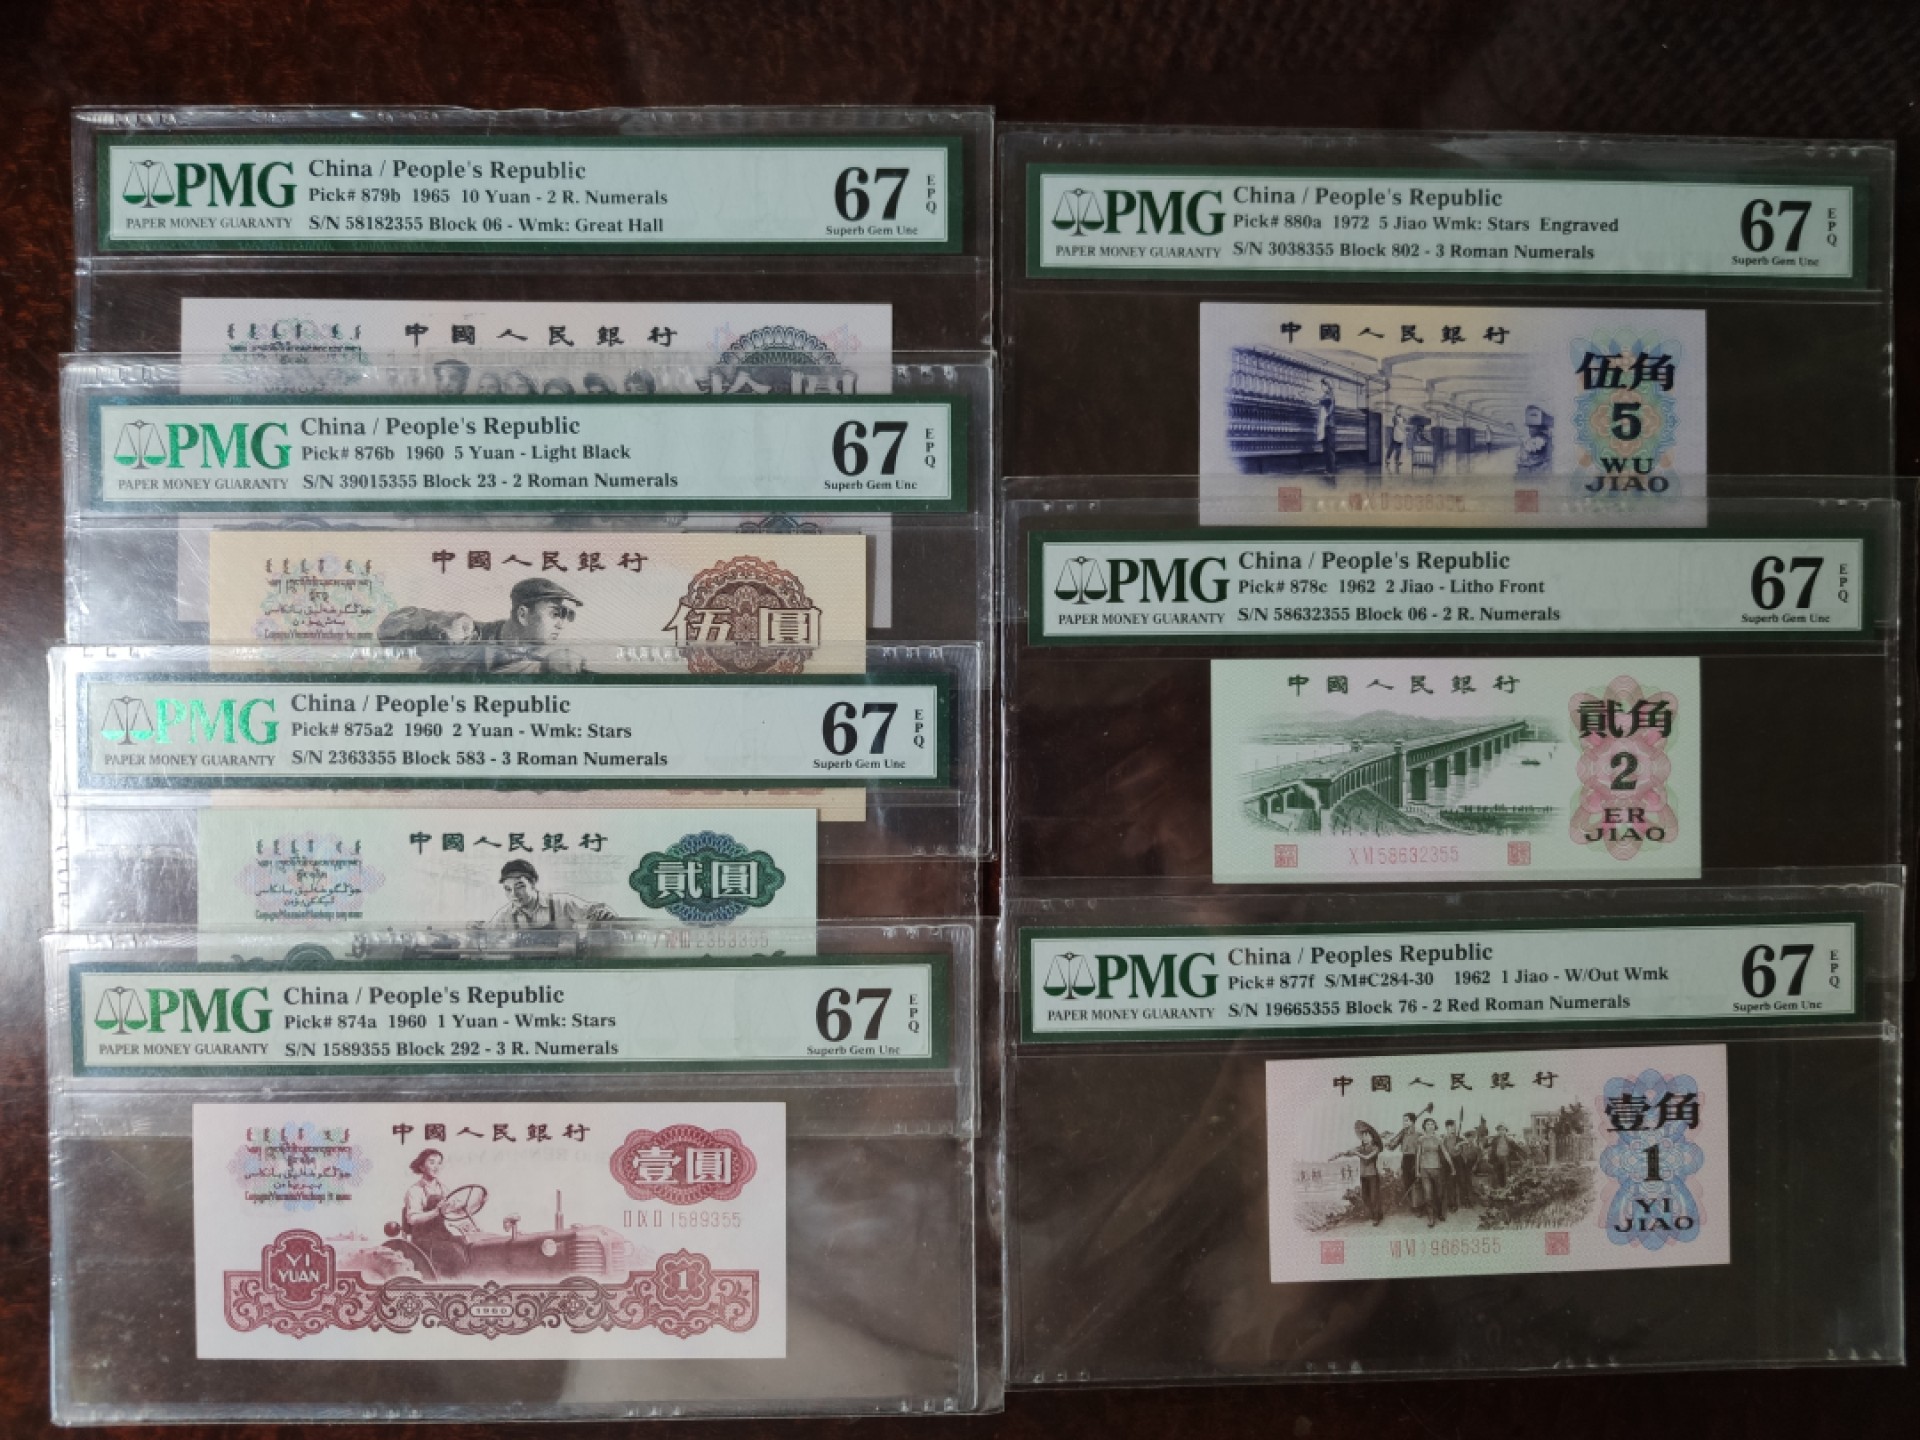 PMG
PAPER MONEY GUARANTY
China / People's Republic
Pick# 879b 1965 10 Yuan - 2 R. Numerals
S/N 58182355 Block 06 - Wmk: Great Hall
67
EPQ
Superb Gem Unc
中國人民銀行
拾圓
PMG
PAPER MONEY GUARANTY
China / People's Republic
Pick# 876b 1960 5 Yuan - Light Black
S/N 39015355 Block 23 - 2 Roman Numerals
67
EPQ
Superb Gem Unc
中國人民銀行
伍圓
PMG
PAPER MONEY GUARANTY
China / People's Republic
Pick# 875a2 1960 2 Yuan - Wmk: Stars
S/N 2363355 Block 583 - 3 Roman Numerals
67
EPQ
Superb Gem Unc
中國人民銀行
貳圓
2363355
PMG
PAPER MONEY GUARANTY
China / People's Republic
Pick# 874a 1960 1 Yuan - Wmk: Stars
S/N 1589355 Block 292 - 3 R. Numerals
67
EPQ
Superb Gem Unc
中國人民銀行
壹圓
II IX II 1589355
YI
YUAN
1960
1
PMG
PAPER MONEY GUARANTY
China / People's Republic
Pick# 880a 1972 5 Jiao Wmk: Stars Engraved
S/N 3038355 Block 802 - 3 Roman Numerals
67
EPQ
Superb Gem Unc
中國人民銀行
伍角
5
WU
JIAO
PMG
PAPER MONEY GUARANTY
China / People's Republic
Pick# 878c 1962 2 Jiao - Litho Front
S/N 58632355 Block 06 - 2 R. Numerals
67
EPQ
Superb Gem Unc
中國人民銀行
貳角
2
ER
JIAO
X VI 58632355
PMG
PAPER MONEY GUARANTY
China / Peoples Republic
Pick# 877f S/M#C284-30 1962 1 Jiao - W/Out Wmk
S/N 19665355 Block 76 - 2 Red Roman Numerals
67
EPQ
Superb Gem Unc
中國人民銀行
壹角
1
YI
JIAO
VII VI 19665355